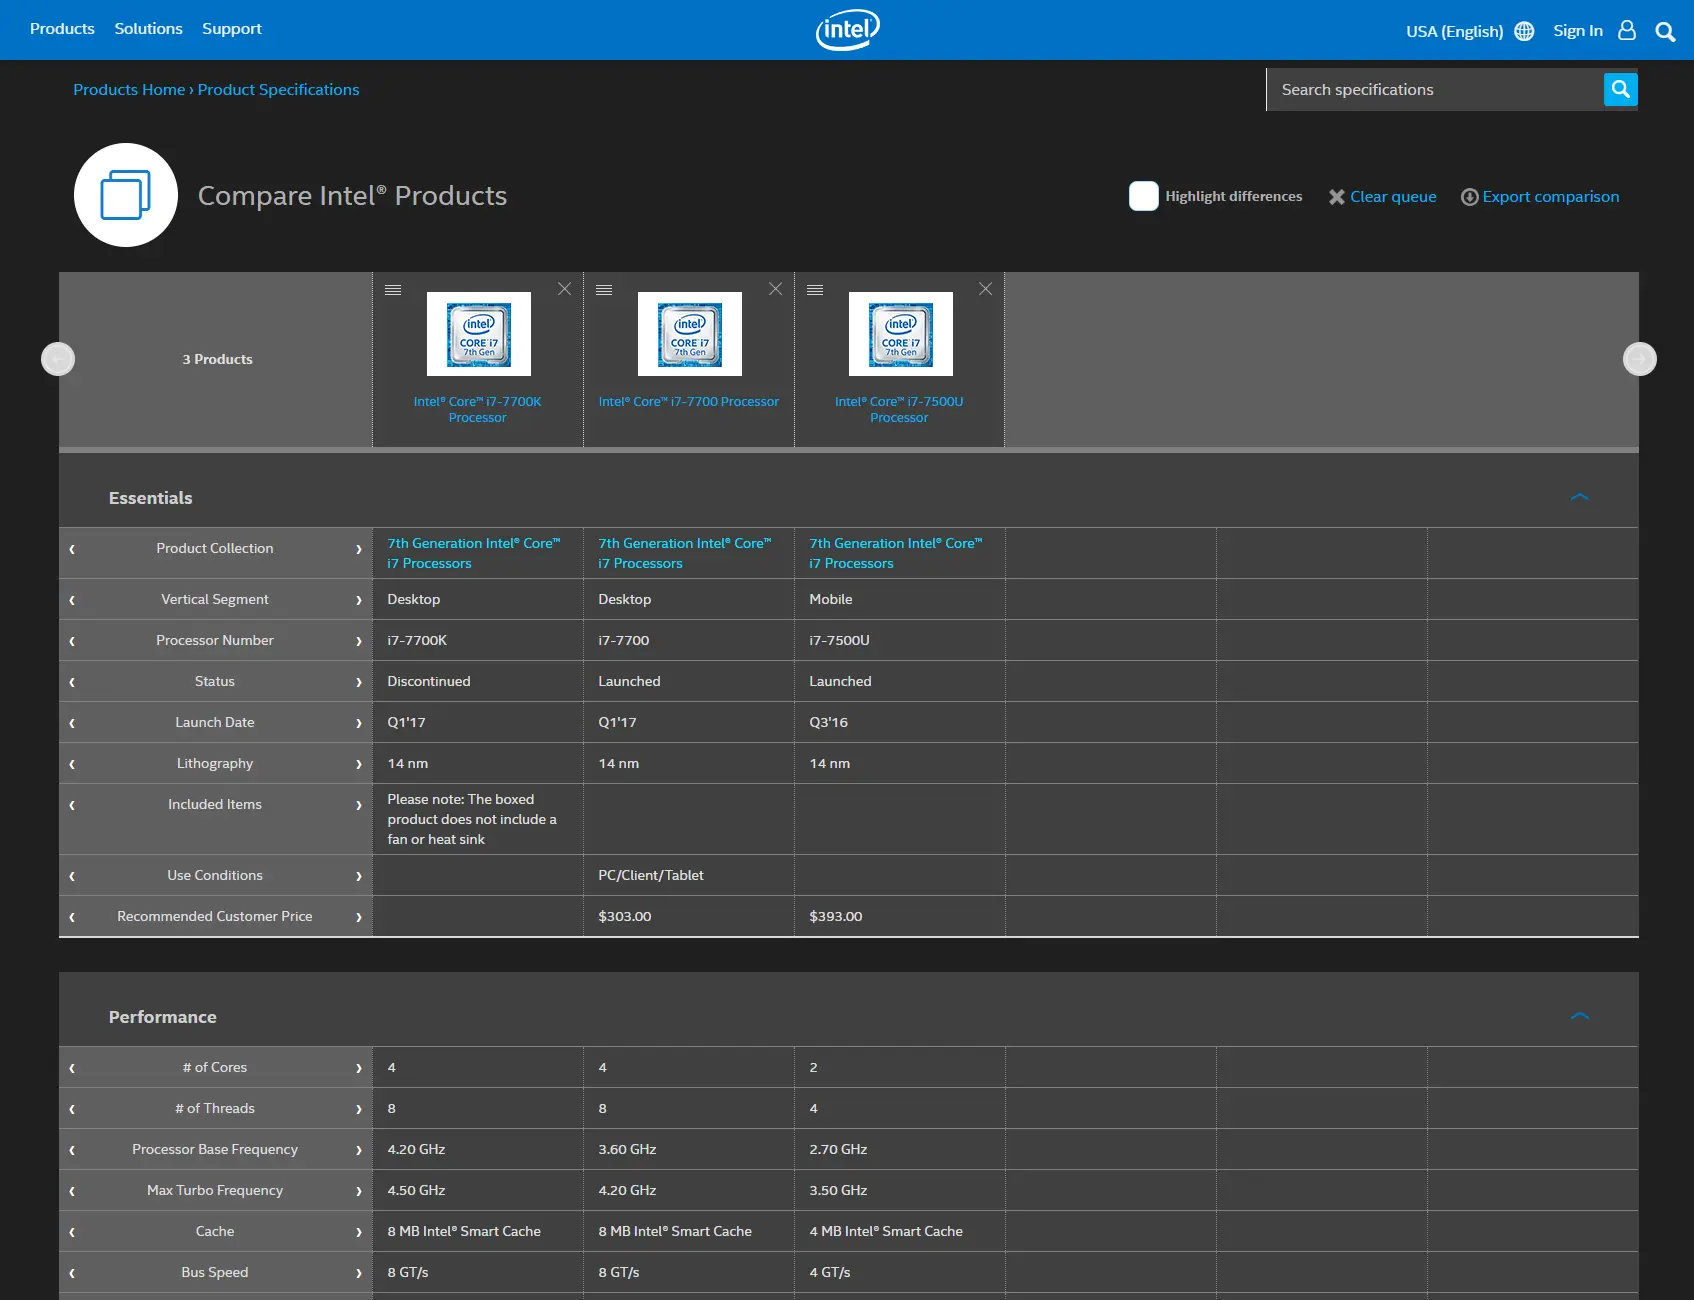 Products Solutions Support intel USA (English) Sign In
Products Home › Product Specifications Search specifications
Compare Intel® Products Highlight differences Clear queue Export comparison
intel intel intel
CORE i7 CORE i7 CORE i7
7th Gen 7th Gen 7th Gen
3 Products
Intel® Core™ i7-7700K Processor Intel® Core™ i7-7700 Processor Intel® Core™ i7-7500U Processor
Essentials
Product Collection 7th Generation Intel® Core™ i7 Processors 7th Generation Intel® Core™ i7 Processors 7th Generation Intel® Core™ i7 Processors
Vertical Segment Desktop Desktop Mobile
Processor Number i7-7700K i7-7700 i7-7500U
Status Discontinued Launched Launched
Launch Date Q1'17 Q1'17 Q3'16
Lithography 14 nm 14 nm 14 nm
Included Items Please note: The boxed product does not include a fan or heat sink
Use Conditions PC/Client/Tablet
Recommended Customer Price $303.00 $393.00
Performance
# of Cores 4 4 2
# of Threads 8 8 4
Processor Base Frequency 4.20 GHz 3.60 GHz 2.70 GHz
Max Turbo Frequency 4.50 GHz 4.20 GHz 3.50 GHz
Cache 8 MB Intel® Smart Cache 8 MB Intel® Smart Cache 4 MB Intel® Smart Cache
Bus Speed 8 GT/s 8 GT/s 4 GT/s